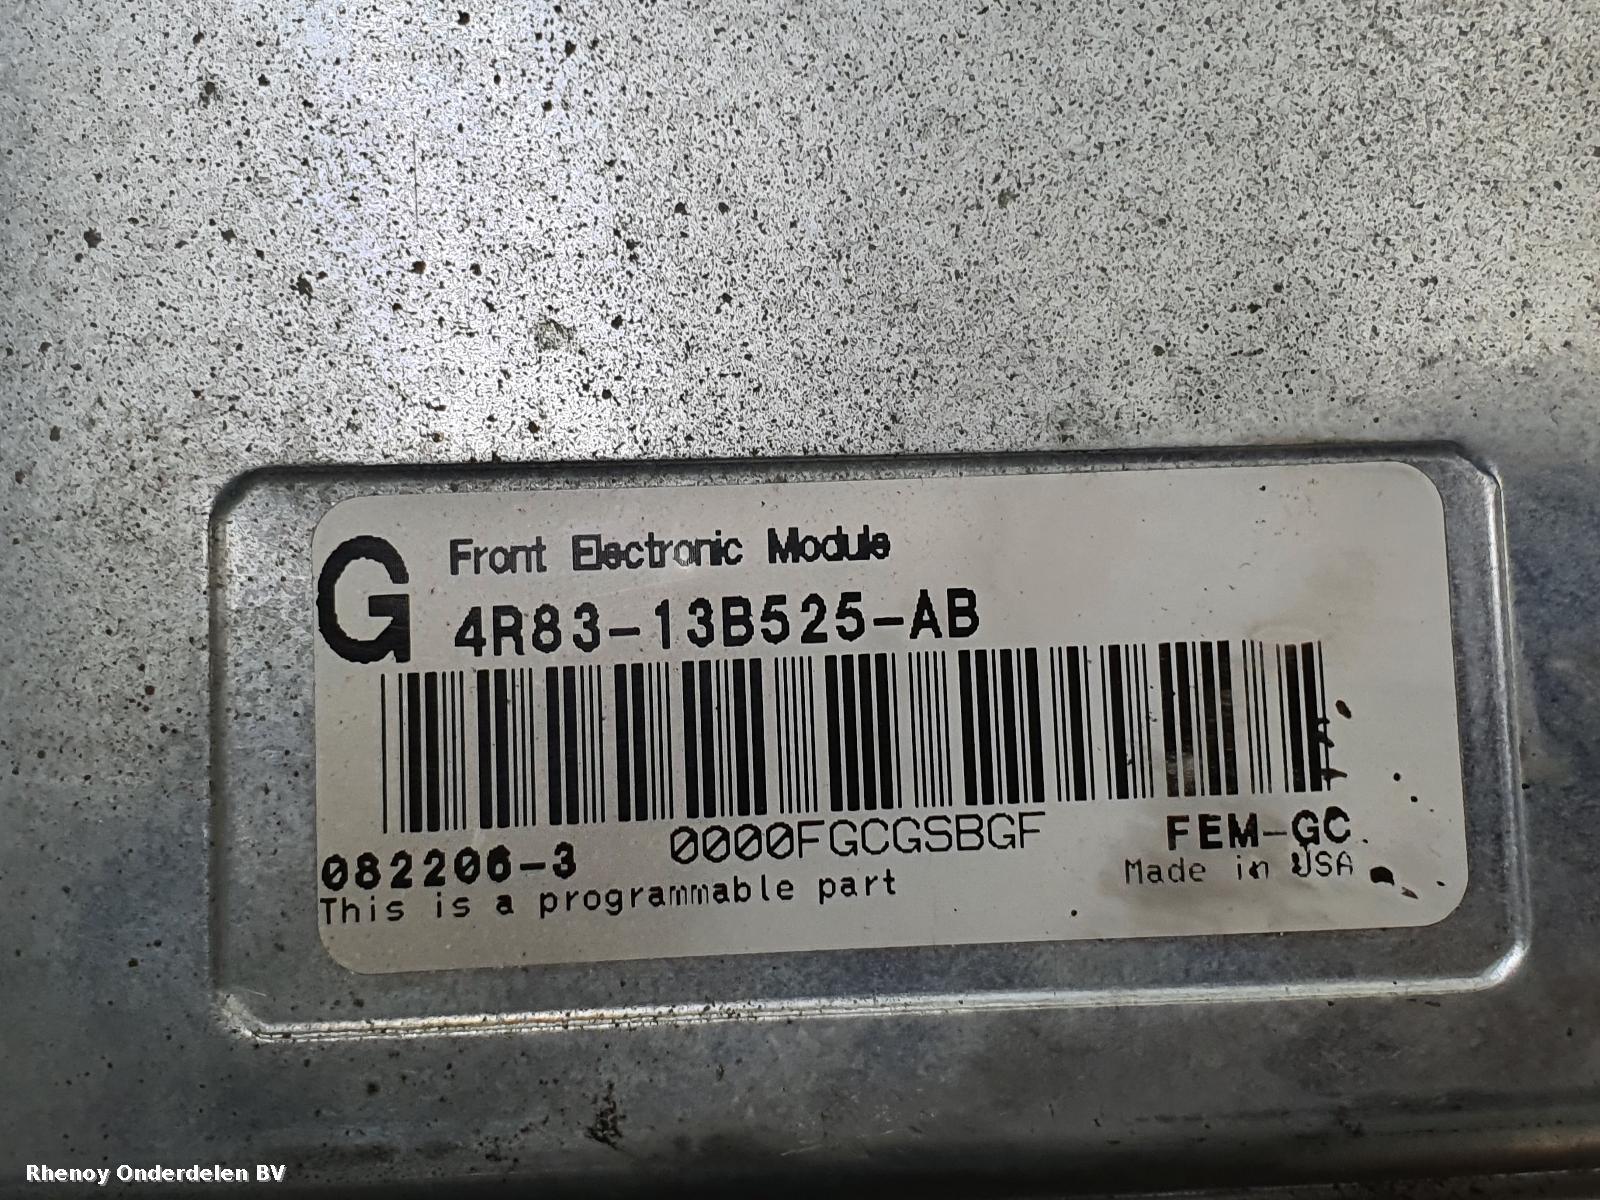 G
Front Electronic Module
4R83-13B525-AB
0000FGCGSBGF
FEM-GC
082206-3
Made in USA
This is a programmable part
Rhenoy Onderdelen BV